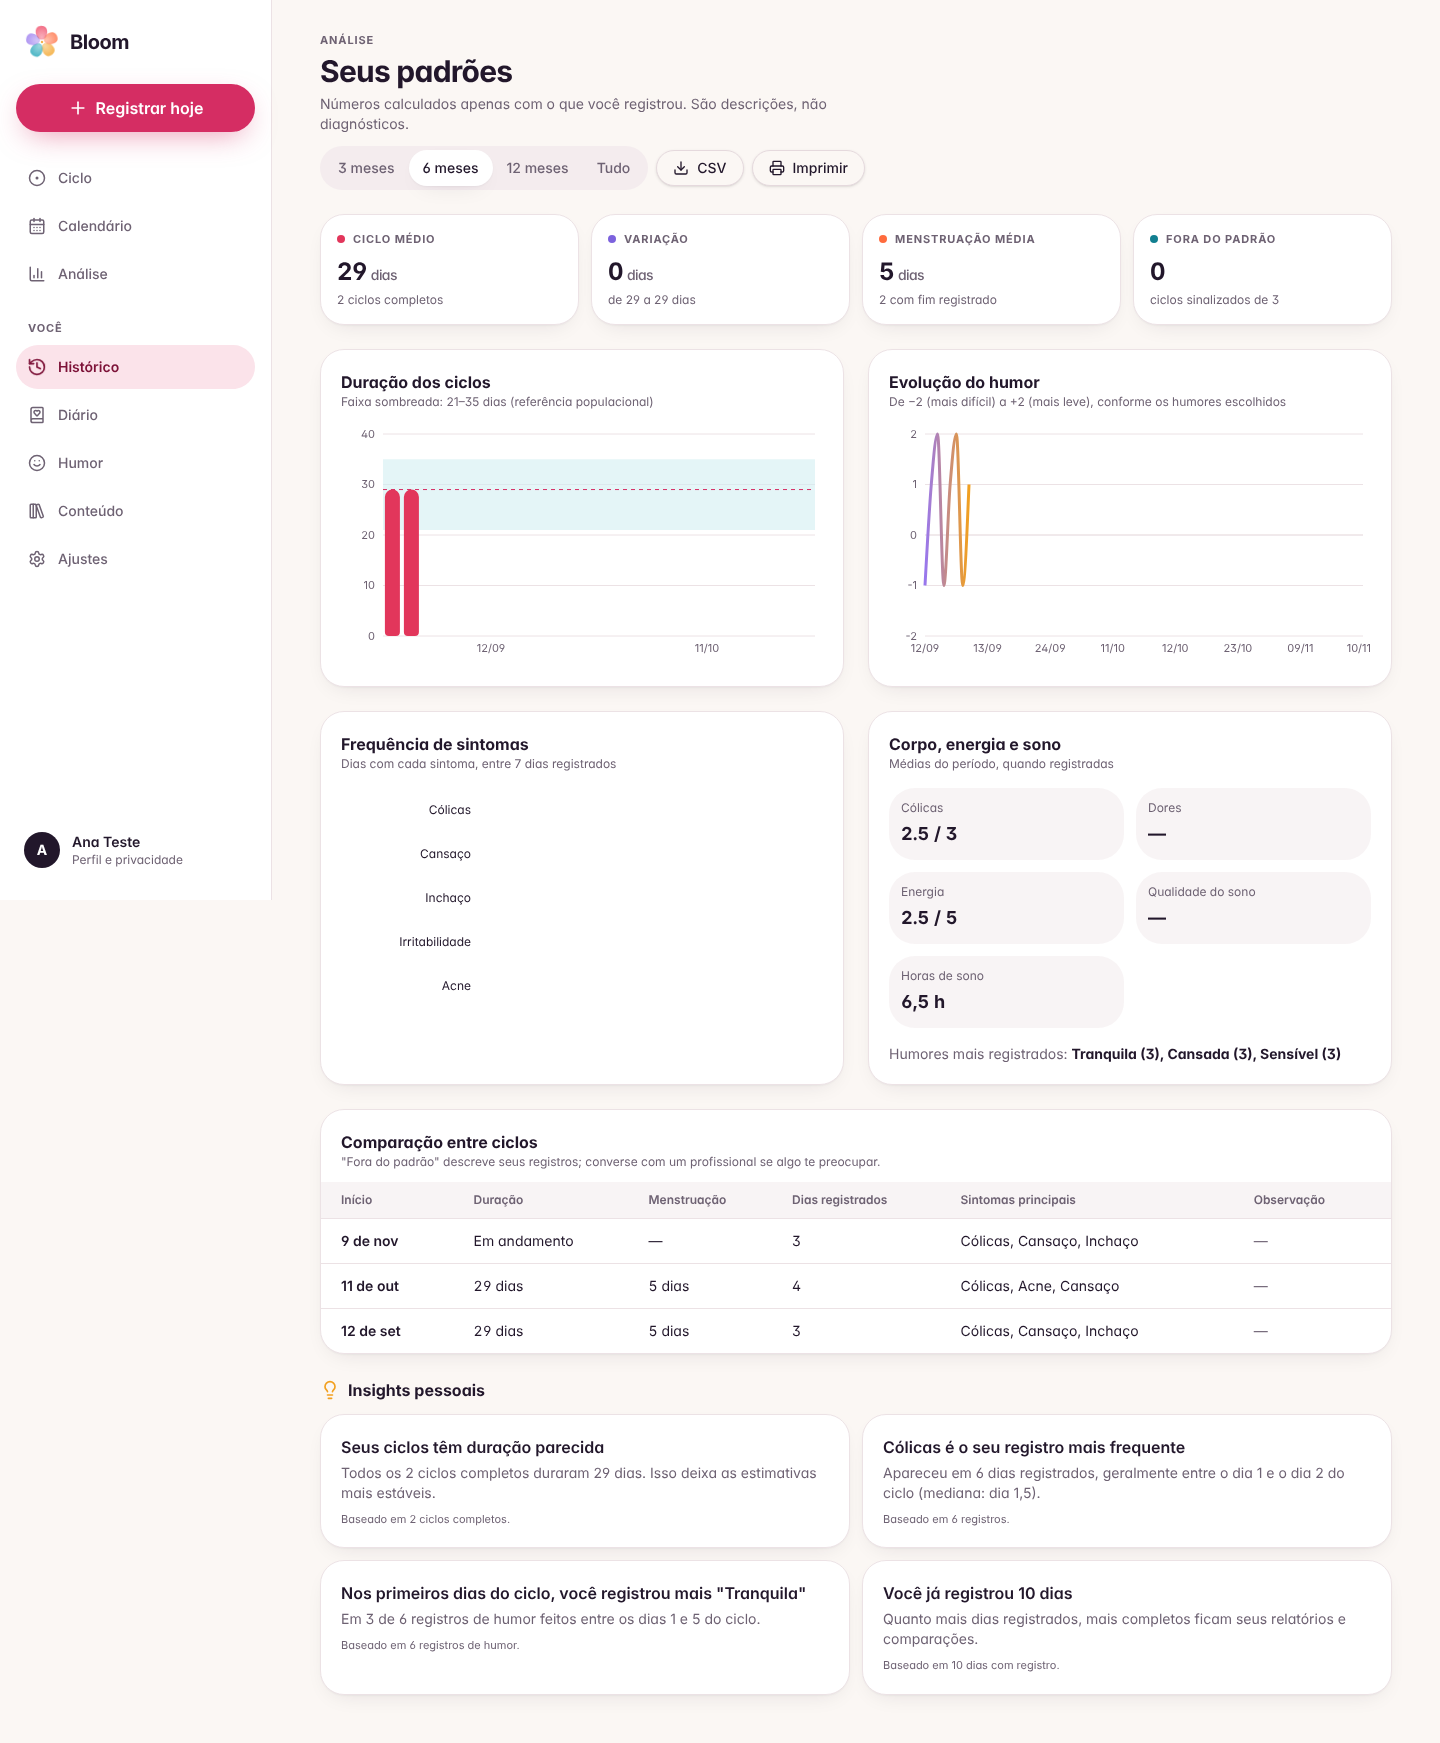 Bloom
Registrar hoje
Ciclo
Calendário
Análise
VOCÊ
Histórico
Diário
Humor
Conteúdo
Ajustes
A
Ana Teste
Perfil e privacidade
ANÁLISE
Seus padrões
Números calculados apenas com o que você registrou. São descrições, não
diagnósticos.
3 meses 6 meses 12 meses Tudo CSV Imprimir
CICLO MÉDIO
29 dias
2 ciclos completos
VARIAÇÃO
0 dias
de 29 a 29 dias
MENSTRUAÇÃO MÉDIA
5 dias
2 com fim registrado
FORA DO PADRÃO
0
ciclos sinalizados de 3
Duração dos ciclos
Faixa sombreada: 21–35 dias (referência populacional)
40
30
20
10
0
12/09 11/10
Evolução do humor
De −2 (mais difícil) a +2 (mais leve), conforme os humores escolhidos
2
1
0
-1
-2
12/09 13/09 24/09 11/10 12/10 23/10 09/11 10/11
Frequência de sintomas
Dias com cada sintoma, entre 7 dias registrados
Cólicas
Cansaço
Inchaço
Irritabilidade
Acne
Corpo, energia e sono
Médias do período, quando registradas
Cólicas
2.5 / 3
Dores
—
Energia
2.5 / 5
Qualidade do sono
—
Horas de sono
6,5 h
Humores mais registrados: Tranquila (3), Cansada (3), Sensível (3)
Comparação entre ciclos
"Fora do padrão" descreve seus registros; converse com um profissional se algo te preocupar.
Início Duração Menstruação Dias registrados Sintomas principais Observação
9 de nov Em andamento — 3 Cólicas, Cansaço, Inchaço —
11 de out 29 dias 5 dias 4 Cólicas, Acne, Cansaço —
12 de set 29 dias 5 dias 3 Cólicas, Cansaço, Inchaço —
Insights pessoais
Seus ciclos têm duração parecida
Todos os 2 ciclos completos duraram 29 dias. Isso deixa as estimativas
mais estáveis.
Baseado em 2 ciclos completos.
Cólicas é o seu registro mais frequente
Apareceu em 6 dias registrados, geralmente entre o dia 1 e o dia 2 do
ciclo (mediana: dia 1,5).
Baseado em 6 registros.
Nos primeiros dias do ciclo, você registrou mais "Tranquila"
Em 3 de 6 registros de humor feitos entre os dias 1 e 5 do ciclo.
Baseado em 6 registros de humor.
Você já registrou 10 dias
Quanto mais dias registrados, mais completos ficam seus relatórios e
comparações.
Baseado em 10 dias com registro.